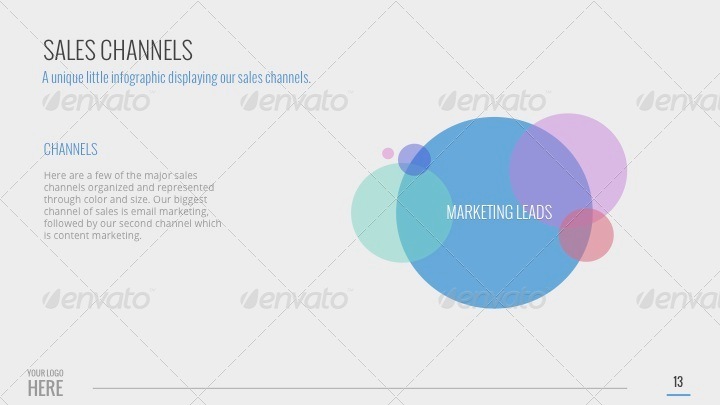 SALES CHANNELS
A unique little infographic displaying our sales channels.
envato envato envato envato
CHANNELS
Here are a few of the major sales
channels organized and represented
through color and size. Our biggest
channel of sales is email marketing,
followed by our second channel which
is content marketing.
MARKETING LEADS
envato envato envato envato
YOUR LOGO
HERE
13